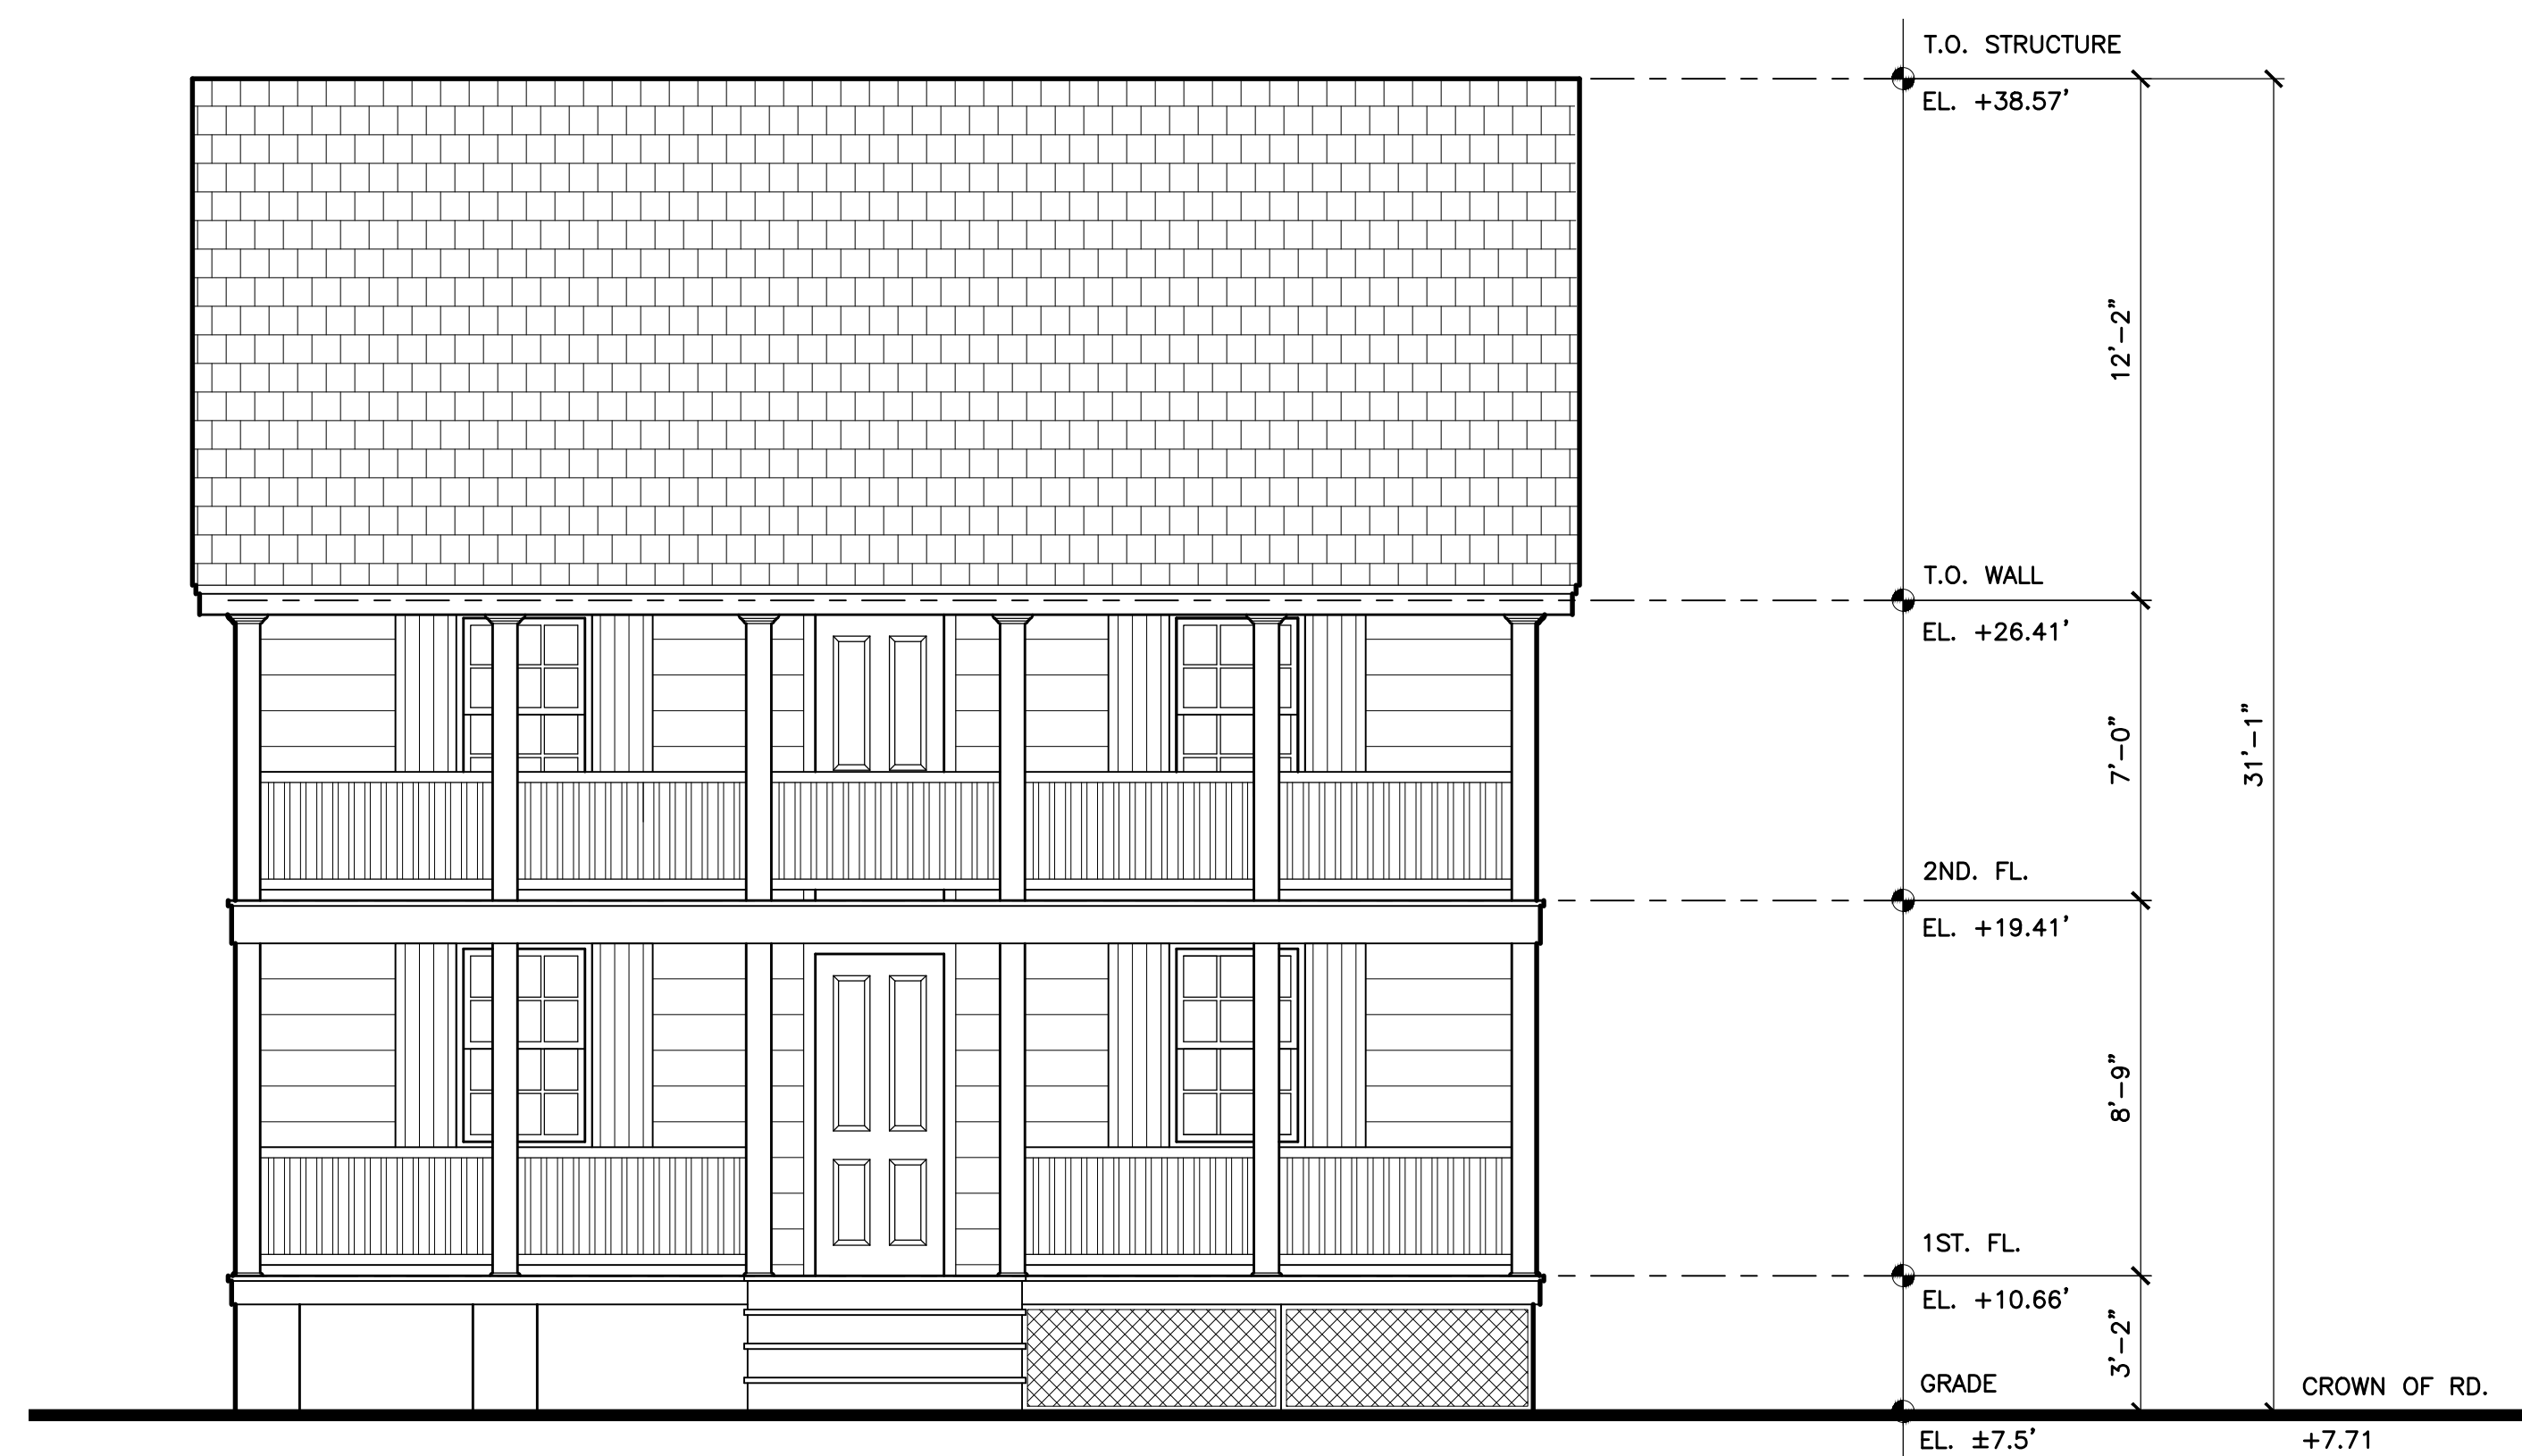 T.O. STRUCTURE
EL. +38.57'
12'-2"
T.O. WALL
EL. +26.41'
7'-0"
31'-1"
2ND. FL.
EL. +19.41'
8'-9"
1ST. FL.
EL. +10.66'
3'-2"
GRADE
CROWN OF RD.
EL. ±7.5'
+7.71